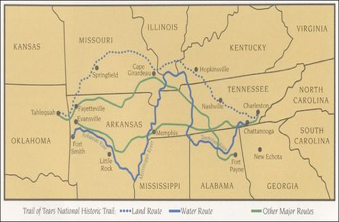 ILLINOIS
VIRGINIA
KANSAS
MISSOURI
KENTUCKY
Cape
Girardeau
Hopkinsville
Springfield
TENNESSEE
Nashville
NORTH
CAROLINA
Tahlequah
Fayetteville
Evansville
Charleston
ARKANSAS
Memphis
Chattanooga
OKLAHOMA
Fort
Smith
Little
Rock
SOUTH
CAROLINA
New Echota
Fort
Payne
MISSISSIPPI
ALABAMA
GEORGIA
Trail of Tears National Historic Trail: Land Route Water Route Other Major Routes